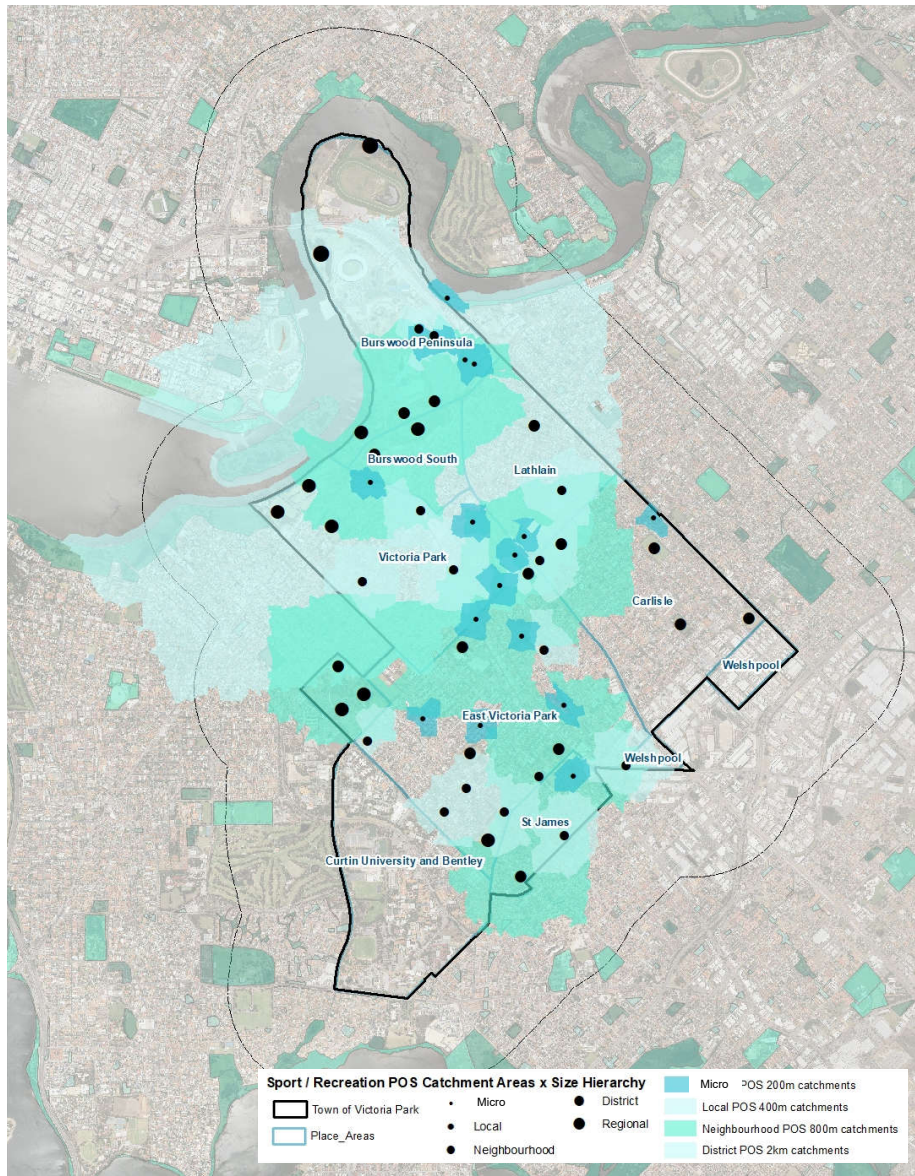 Burswood Peninsula
Burswood South
Lathlain
Victoria Park
Carlisle
Welshpool
East Victoria Park
Welshpool
St James
Curtin University and Bentley
Sport / Recreation POS Catchment Areas x Size Hierarchy
Town of Victoria Park
Place_Areas
Micro
Local
Neighbourhood
District
Regional
Micro POS 200m catchments
Local POS 400m catchments
Neighbourhood POS 800m catchments
District POS 2km catchments